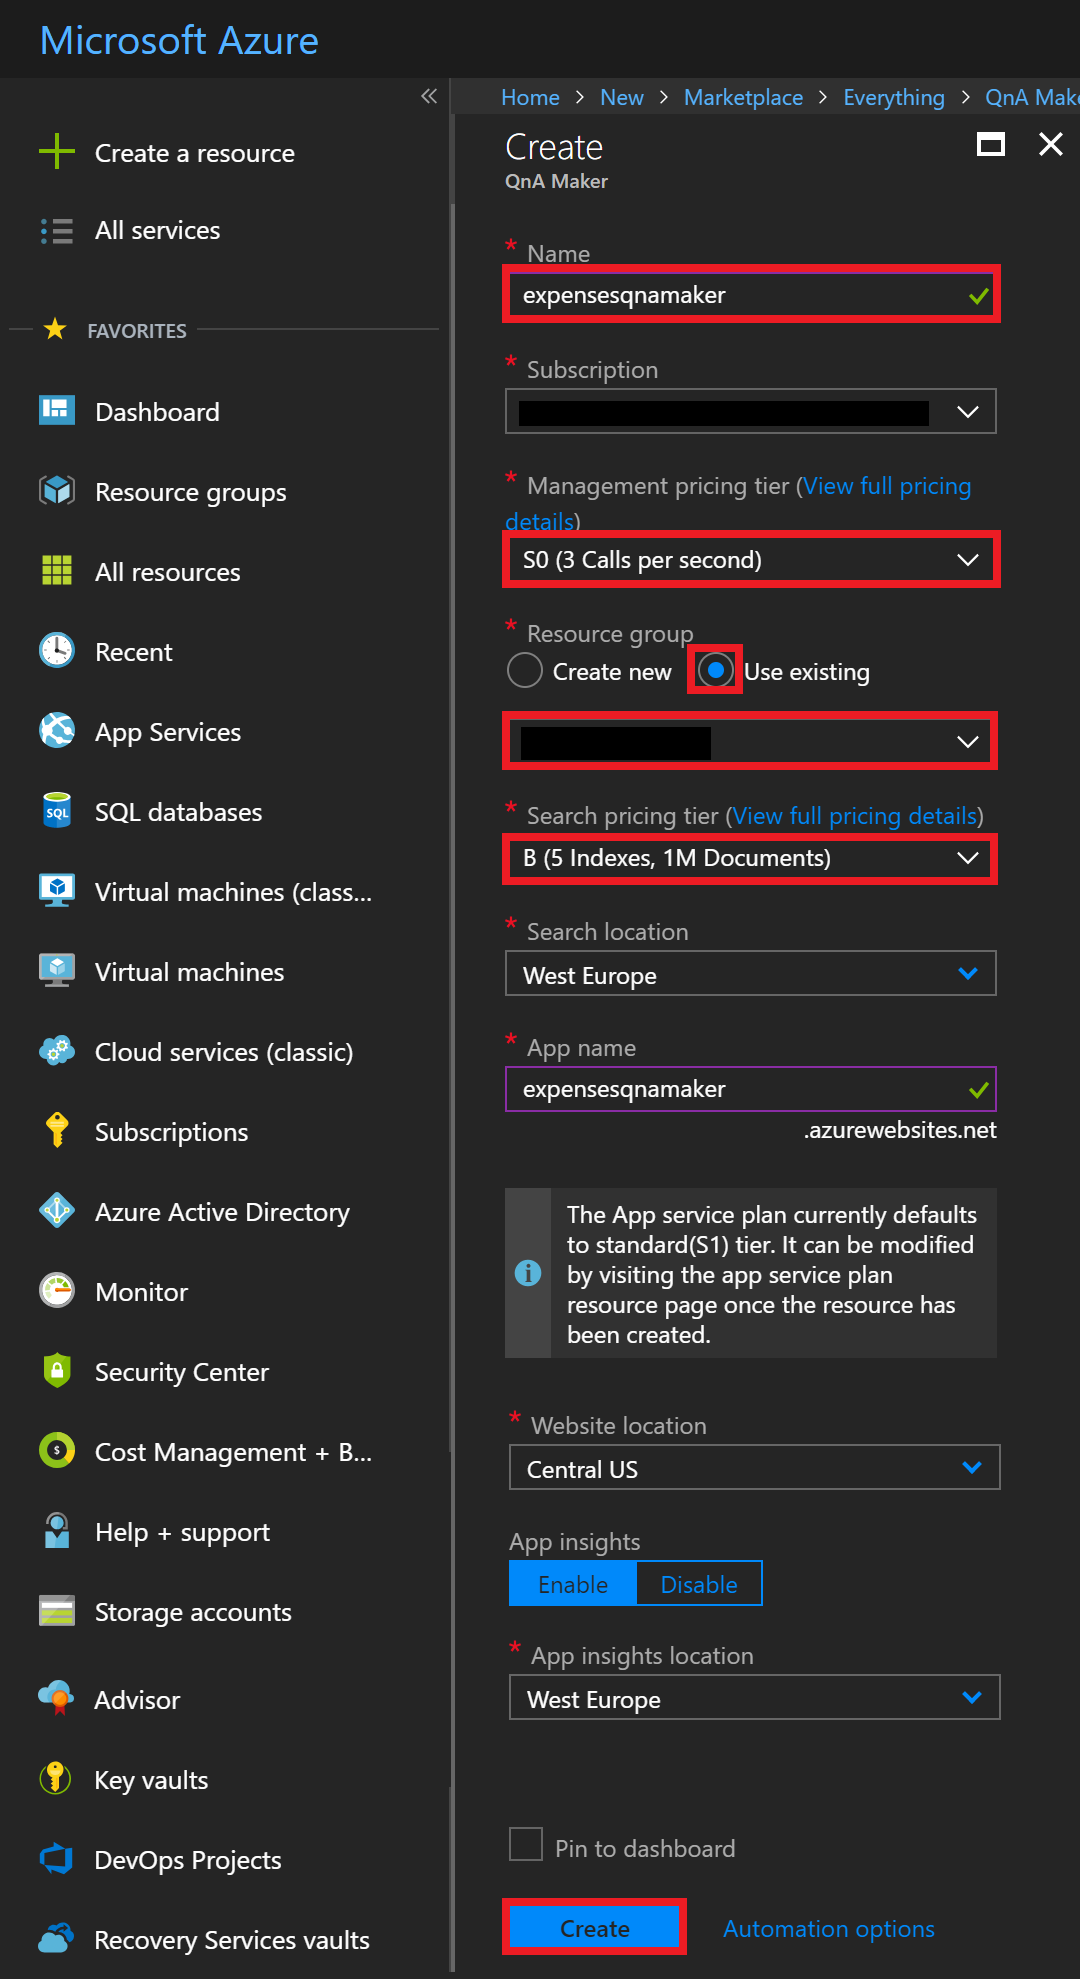 Microsoft Azure
Create a resource
All services
FAVORITES
Dashboard
Resource groups
All resources
Recent
App Services
SQL databases
SQL
Virtual machines (class...
Virtual machines
Cloud services (classic)
Subscriptions
Azure Active Directory
Monitor
Security Center
Cost Management + B...
Help + support
Storage accounts
Advisor
Key vaults
DevOps Projects
Recovery Services vaults
Home > New > Marketplace > Everything > QnA Make
Create
QnA Maker
* Name
expensesqnamaker
* Subscription
* Management pricing tier (View full pricing
details)
S0 (3 Calls per second)
* Resource group
Create new Use existing
* Search pricing tier (View full pricing details)
B (5 Indexes, 1M Documents)
* Search location
West Europe
* App name
expensesqnamaker
.azurewebsites.net
The App service plan currently defaults
to standard(S1) tier. It can be modified
by visiting the app service plan
resource page once the resource has
been created.
* Website location
Central US
App insights
Enable Disable
* App insights location
West Europe
Pin to dashboard
Create Automation options